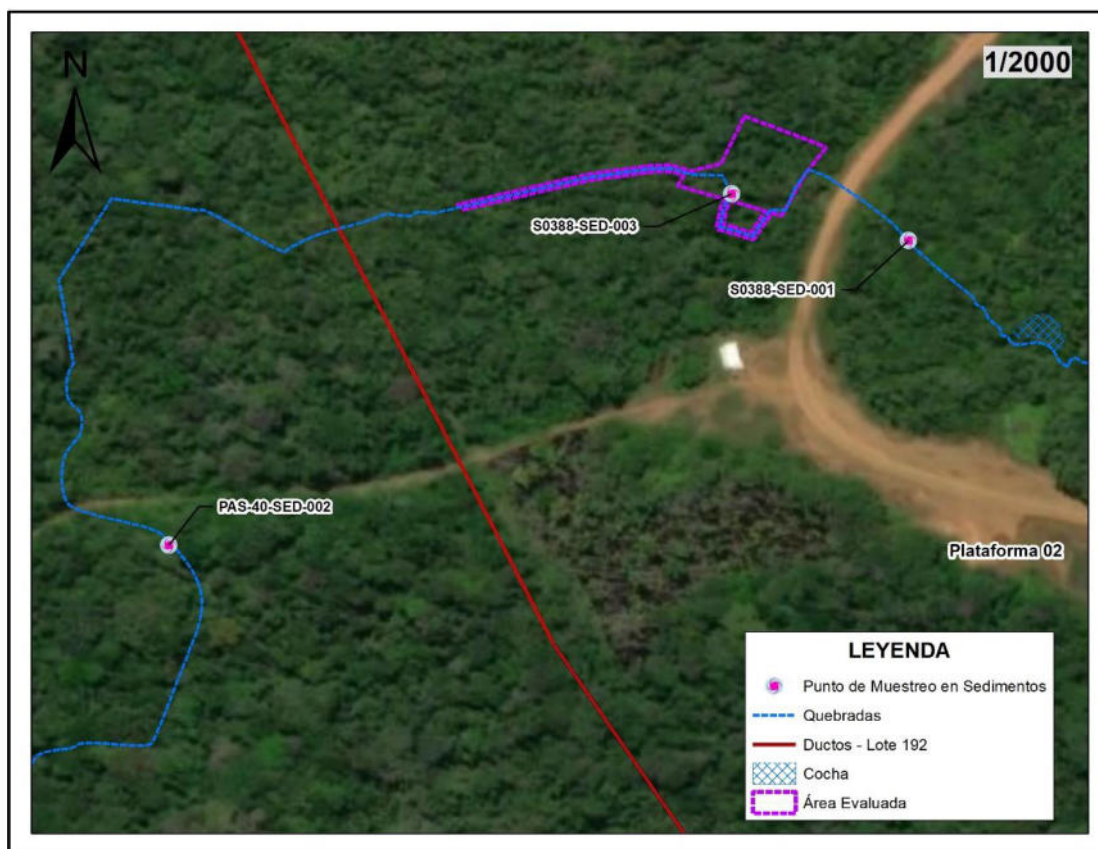 N
1/2000
S0388-SED-003
S0388-SED-001
PAS-40-SED-002
Plataforma 02
LEYENDA
Punto de Muestreo en Sedimentos
Quebradas
Ductos - Lote 192
Cocha
Área Evaluada